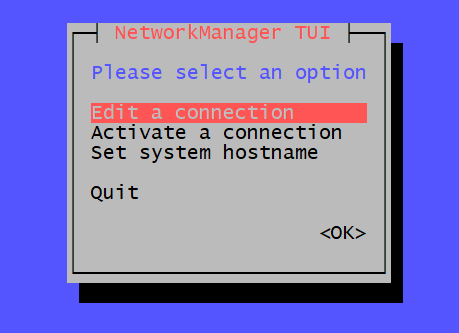 NetworkManager TUI
Please select an option
Edit a connection
Activate a connection
Set system hostname
Quit
<OK>